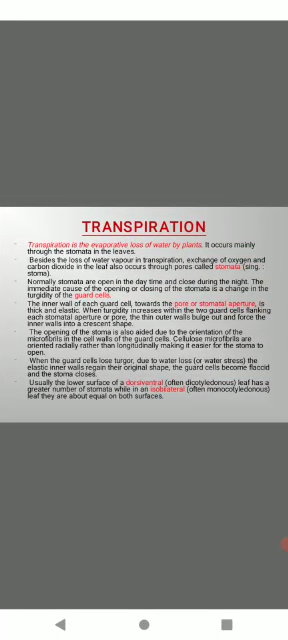 TRANSPIRATION
Transpiration is the evaporative loss of water by plants. It occurs mainly
through the stomata in the leaves.
Besides the loss of water vapour in transpiration, exchange of oxygen and
carbon dioxide in the leaf also occurs through pores called stomata (sing. :
stoma).
Normally stomata are open in the day time and close during the night. The
immediate cause of the opening or closing of the stomata is a change in the
turgidity of the guard cells.
The inner wall of each guard cell, towards the pore or stomatal aperture, is
thick and elastic. When turgidity increases within the two guard cells flanking
each stomatal aperture or pore, the thin outer walls bulge out and force the
inner walls into a crescent shape.
The opening of the stoma is also aided due to the orientation of the
microfibrils in the cell walls of the guard cells. Cellulose microfibrils are
oriented radially rather than longitudinally making it easier for the stoma to
open.
When the guard cells lose turgor, due to water loss (or water stress) the
elastic inner walls regain their original shape, the guard cells become flaccid
and the stoma closes.
Usually the lower surface of a dorsiventral (often dicotyledonous) leaf has a
greater number of stomata while in an isobilateral (often monocotyledonous)
leaf they are about equal on both surfaces.